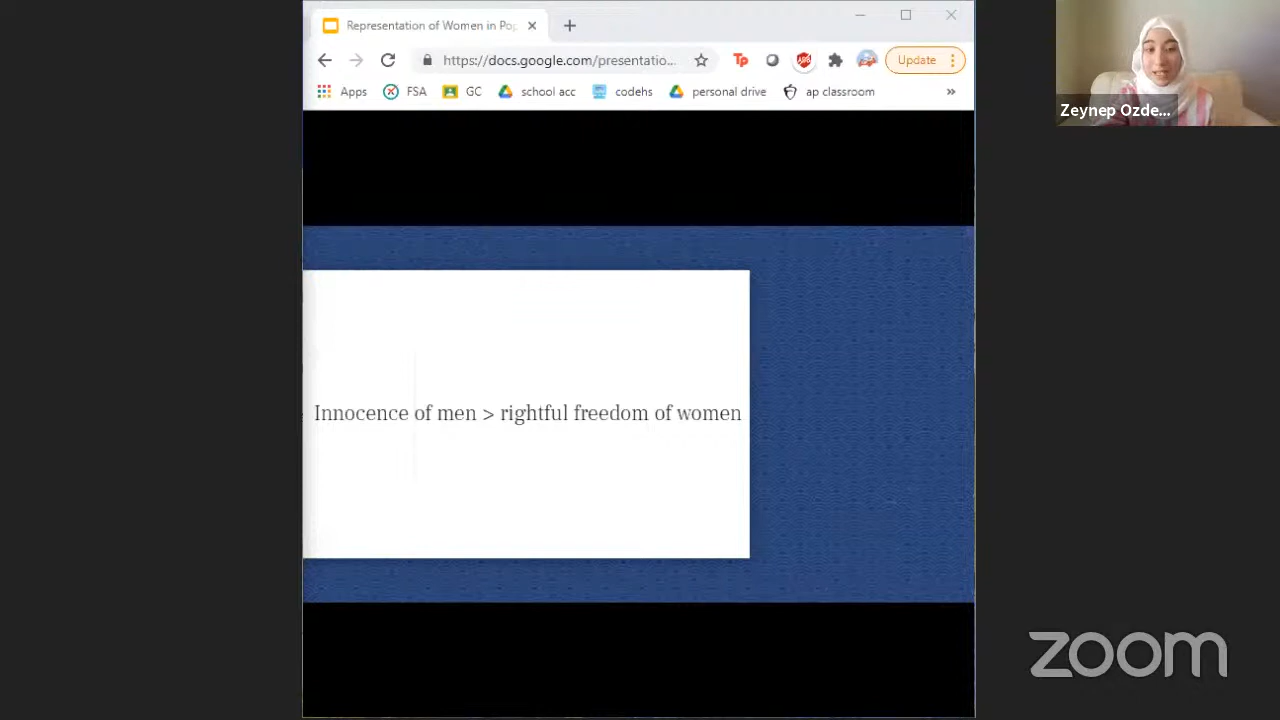 Representation of Women in Pop
https://docs.google.com/presentatio...
Update
Apps
FSA
GC
school acc
codehs
personal drive
ap classroom
»
Zeynep Ozde...
Innocence of men > rightful freedom of women
zoom